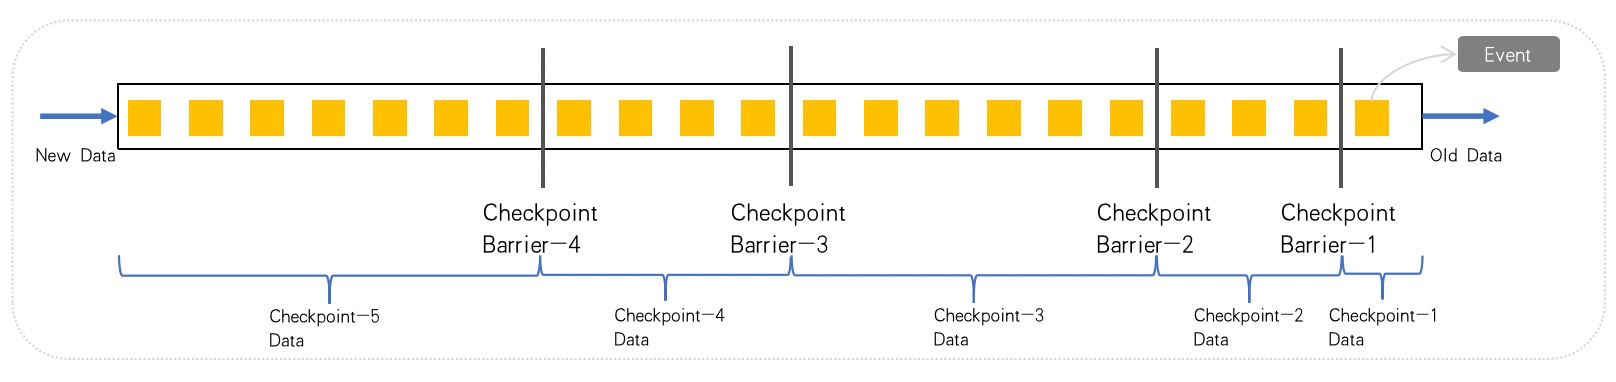 Event
New Data
Old Data
Checkpoint
Barrier-4
Checkpoint
Barrier-3
Checkpoint
Barrier-2
Checkpoint
Barrier-1
Checkpoint-5
Data
Checkpoint-4
Data
Checkpoint-3
Data
Checkpoint-2
Data
Checkpoint-1
Data